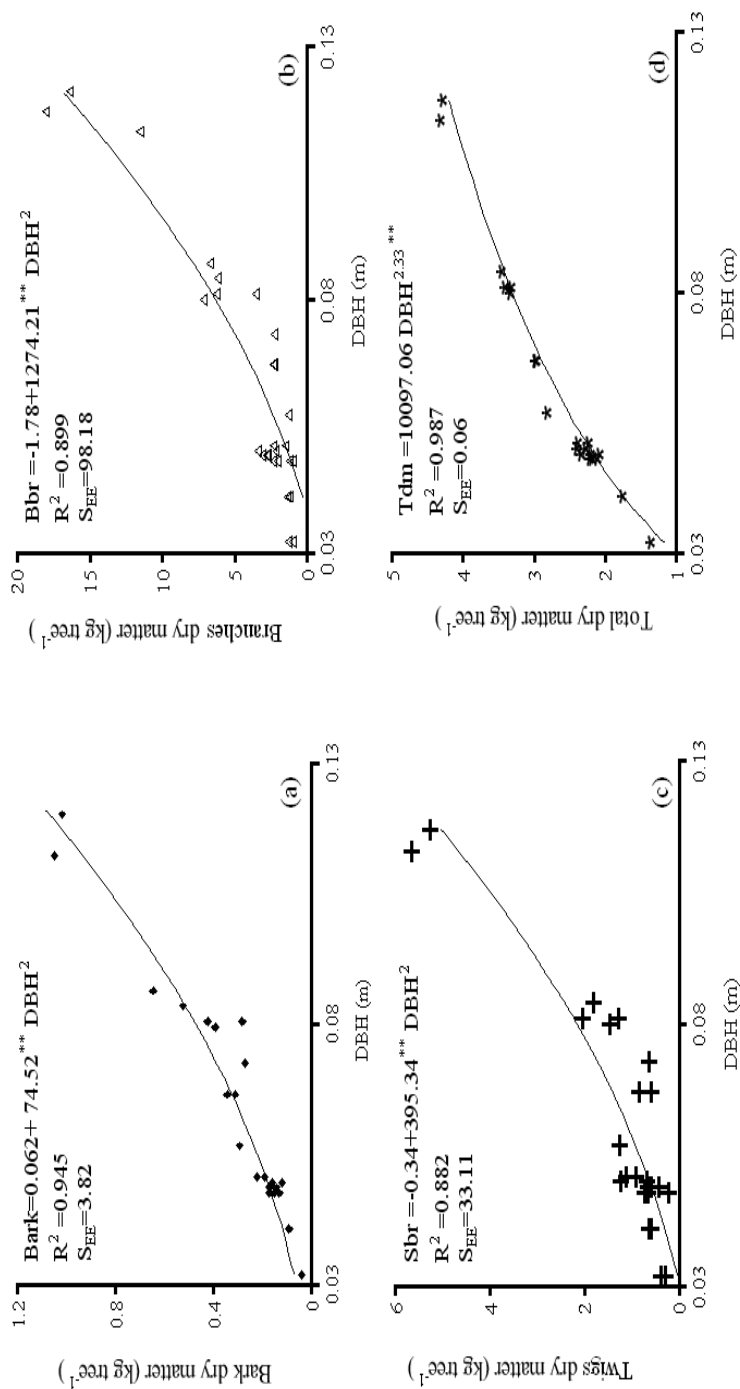 Bark=0.062+ 74.52** DBH2
R2 =0.945
SEE=3.82
1.2
0.8
0.4
0
0.03
0.08
0.13
DBH (m)
Bark dry matter (kg tree-1)
(a)
Bbr =-1.78+1274.21** DBH2
R2 =0.899
SEE=98.18
20
15
10
5
0
0.03
0.08
0.13
DBH (m)
Branches dry matter (kg tree-1)
(b)
Sbr =-0.34+395.34** DBH2
R2 =0.882
SEE=33.11
6
4
2
0
0.03
0.08
0.13
DBH (m)
Twigs dry matter (kg tree-1)
(c)
Tdm =10097.06 DBH2.33**
R2 =0.987
SEE=0.06
5
4
3
2
1
0.03
0.08
0.13
DBH (m)
Total dry matter (kg tree-1)
(d)